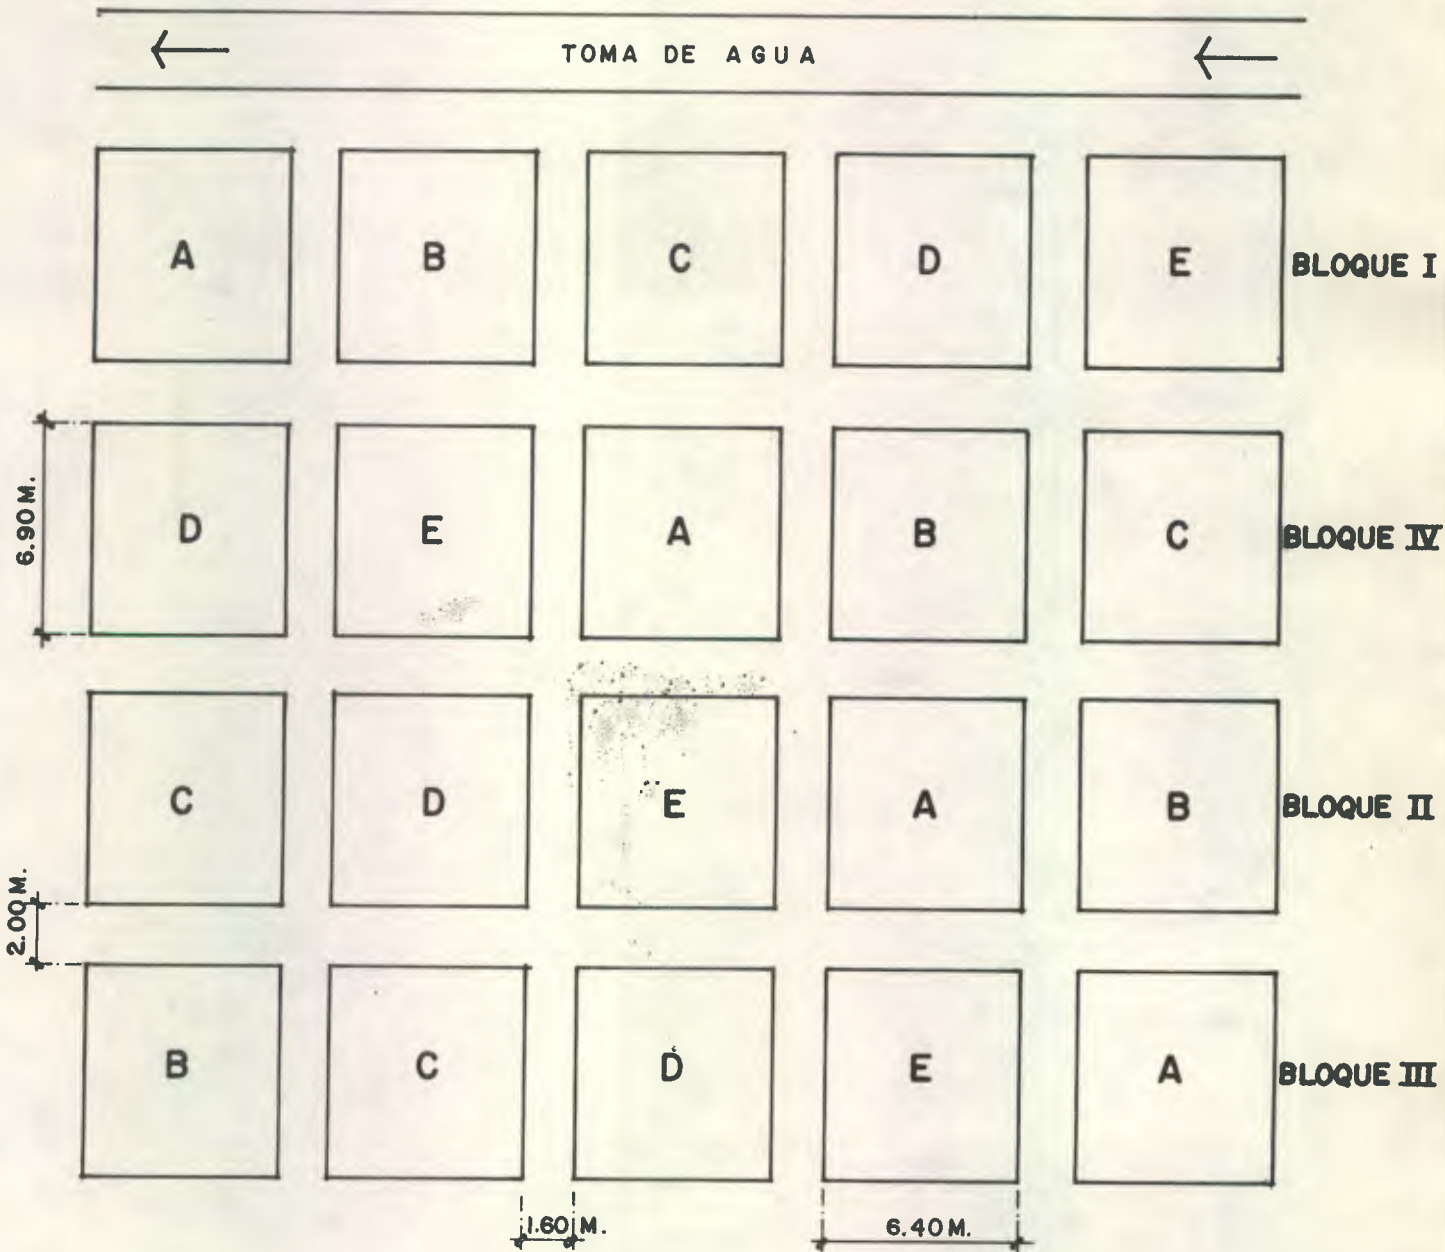 TOMA DE AGUA
A B C D E BLOQUE I
6.90 M.
D E A B C BLOQUE IV
C D E A B BLOQUE II
2.00 M.
B C D E A BLOQUE III
1.60 M.
6.40 M.